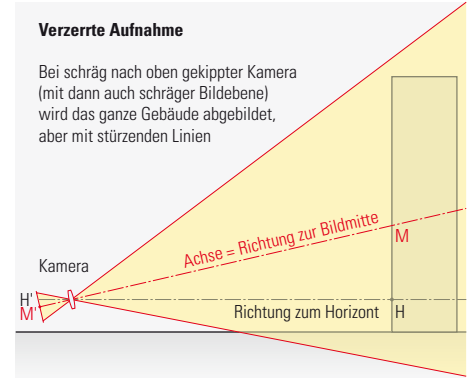 Verzerrte Aufnahme
Bei schräg nach oben gekippter Kamera
(mit dann auch schräger Bildebene)
wird das ganze Gebäude abgebildet,
aber mit stürzenden Linien
Achse = Richtung zur Bildmitte
M
Kamera
H'
M'
Richtung zum Horizont
H